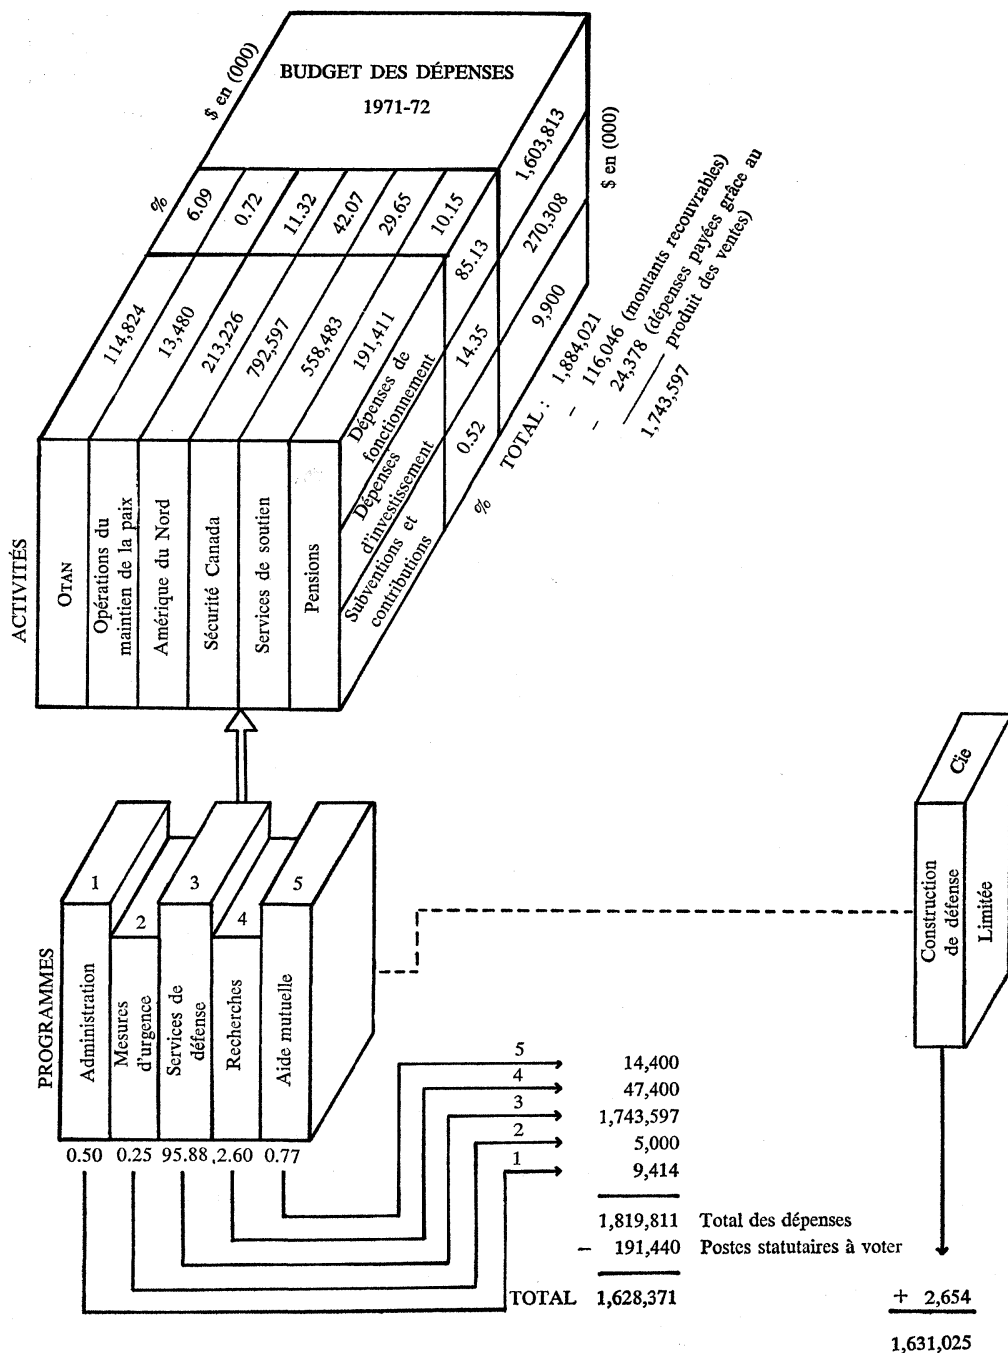 BUDGET DES DÉPENSES
1971-72
$ en (000)
%
6.09
0.72
11.32
42.07
29.65
10.15
114,824
13,480
213,226
792,597
558,483
191,411
1,603,813
270,308
9,900
$ en (000)
85.13
14.35
0.52
%
Dépenses de
fonctionnement
Dépenses
d'investissement
Subventions et
contributions
TOTAL : 1,884,021
– 116,046 (montants recouvrables)
– 24,378 (dépenses payées grâce au
produit des ventes)
1,743,597
ACTIVITÉS
OTAN
Opérations du
maintien de la paix
Amérique du Nord
Sécurité Canada
Services de soutien
Pensions
PROGRAMMES
1
2
3
4
5
Administration
Mesures
d'urgence
Services de
défense
Recherches
Aide mutuelle
0.50 0.25 95.88 2.60 0.77
Cie
Construction
de défense
Limitée
5 14,400
4 47,400
3 1,743,597
2 5,000
1 9,414
1,819,811 Total des dépenses
– 191,440 Postes statutaires à voter
TOTAL 1,628,371
+ 2,654
1,631,025